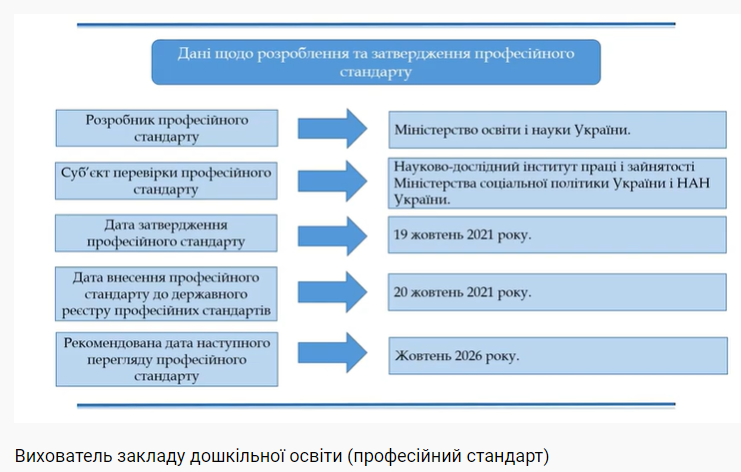 Дані щодо розроблення та затвердження професійного
стандарту
Розробник професійного
стандарту
Міністерство освіти і науки України.
Суб’єкт перевірки професійного
стандарту
Науково-дослідний інститут праці і зайнятості
Міністерства соціальної політики України і НАН
України.
Дата затвердження
професійного стандарту
19 жовтень 2021 року.
Дата внесення професійного
стандарту до державного
реєстру професійних стандартів
20 жовтень 2021 року.
Рекомендована дата наступного
перегляду професійного
стандарту
Жовтень 2026 року.
Вихователь закладу дошкільної освіти (професійний стандарт)